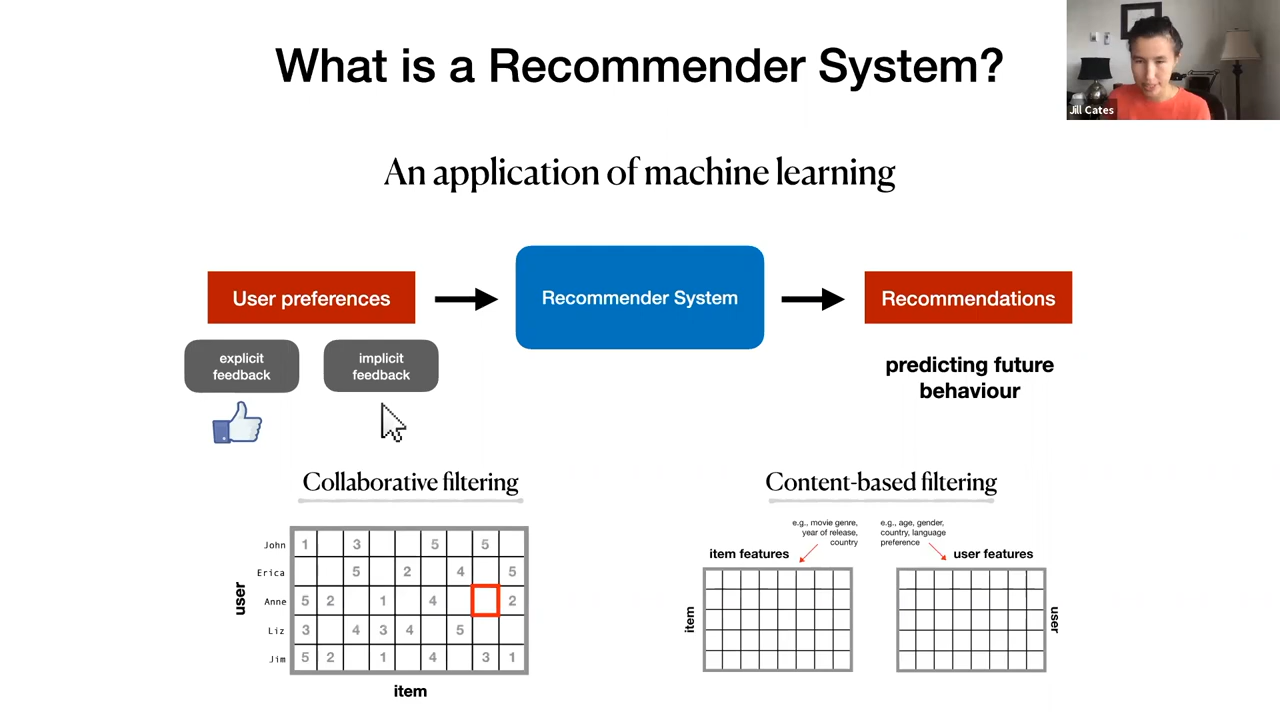 What is a Recommender System?
Jill Cates
An application of machine learning
User preferences
Recommender System
Recommendations
explicit
feedback
implicit
feedback
predicting future
behaviour
Collaborative filtering
John 1 3 5 5
Erica 5 2 4 5
Anne 5 2 1 4 2
Liz 3 4 3 4 5
Jim 5 2 1 4 3 1
user
item
Content-based filtering
e.g., movie genre,
year of release,
country
item features
item
e.g., age, gender,
country, language
preference
user features
user